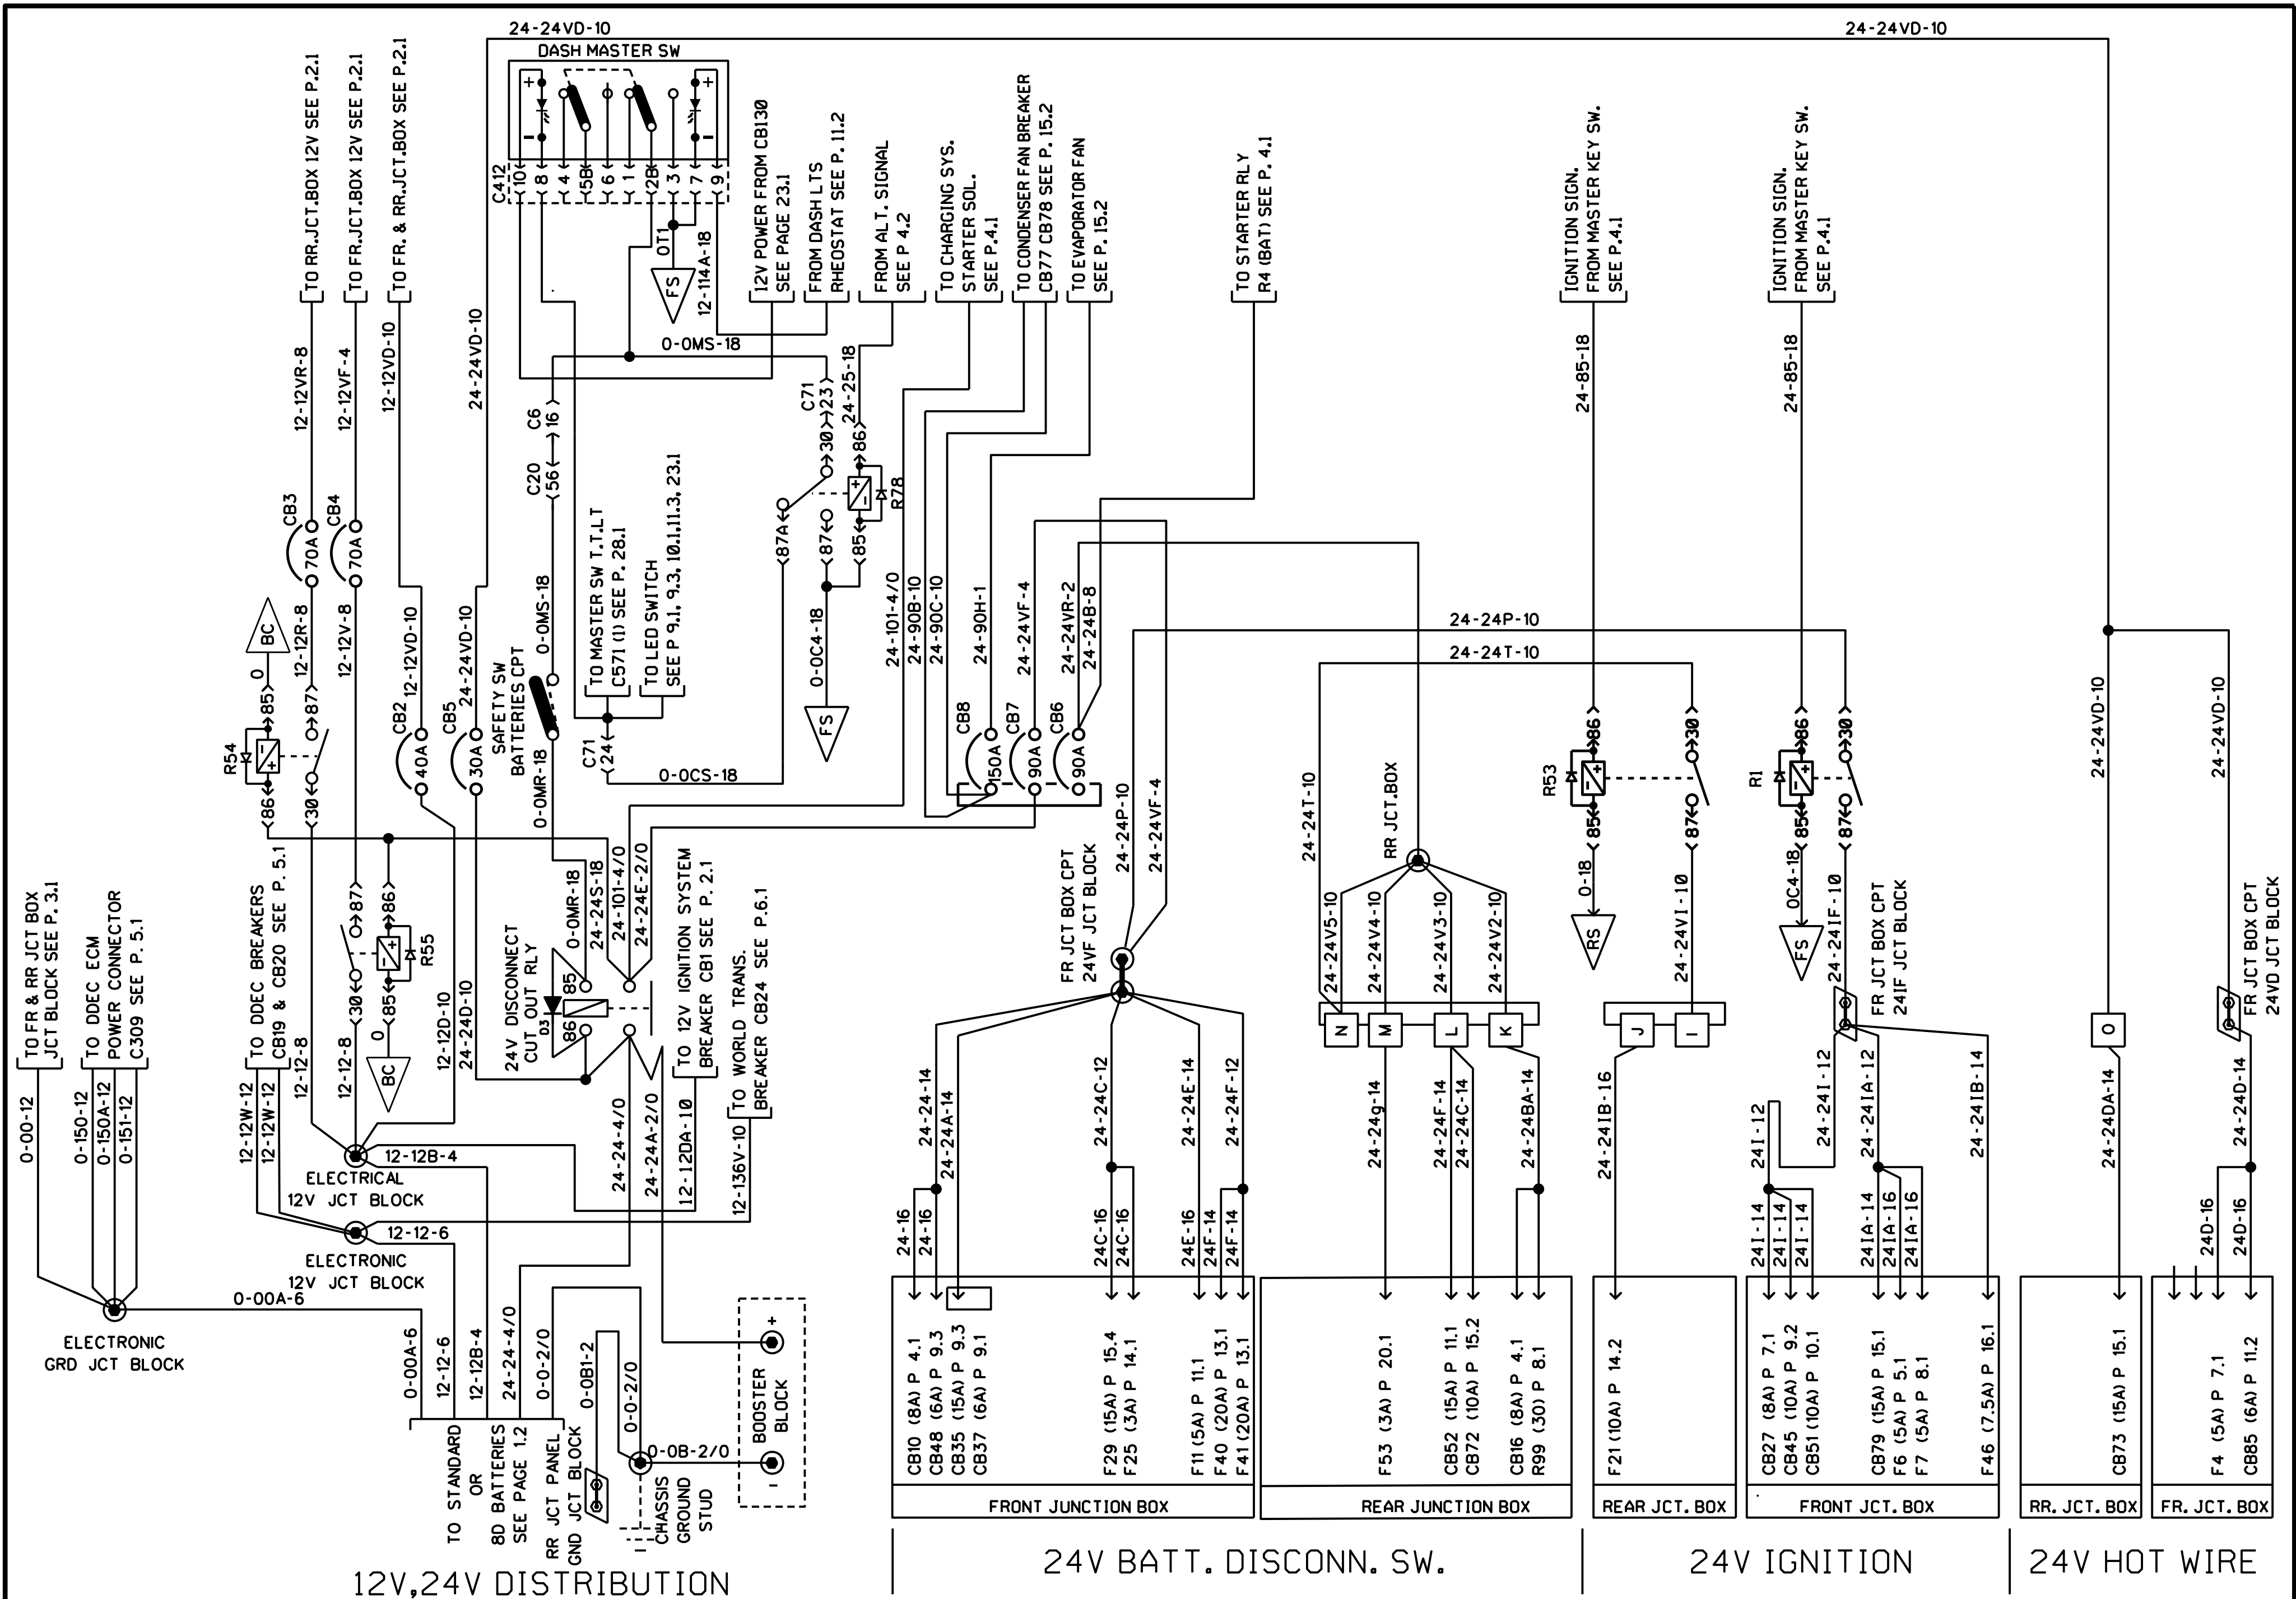 24-24VD-10
24-24VD-10
DASH MASTER SW
C412
10
8
4
5B
6
1
2B
3
7
9
TO RR.JCT.BOX 12V SEE P.2.1
TO FR.JCT.BOX 12V SEE P.2.1
TO FR. & RR.JCT.BOX SEE P.2.1
12V POWER FROM CB130
SEE PAGE 23.1
FROM DASH LTS
RHEOSTAT SEE P. 11.2
FROM ALT. SIGNAL
SEE P 4.2
TO CHARGING SYS.
STARTER SOL.
SEE P.4.1
TO CONDENSER FAN BREAKER
CB77 CB78 SEE P. 15.2
TO EVAPORATOR FAN
SEE P. 15.2
TO STARTER RLY
R4 (BAT) SEE P. 4.1
IGNITION SIGN.
FROM MASTER KEY SW.
SEE P.4.1
IGNITION SIGN.
FROM MASTER KEY SW.
SEE P.4.1
0T1
FS
12-114A-18
0-0MS-18
12-12VR-8
12-12VF-4
12-12VD-10
24-24VD-10
C6
16
C20
56
C71
23
24-25-18
24-85-18
24-85-18
30
86
R78
87A
87
85
CB3
70A
CB4
70A
BC
0
12-12R-8
12-12V-8
12-12VD-10
24-24VD-10
0-0MS-18
TO MASTER SW T.T.LT
C571 (1) SEE P. 28.1
TO LED SWITCH
SEE P 9.1, 9.3, 10.1,11.3, 23.1
0-0C4-18
FS
24-101-4/0
24-90B-10
24-90C-10
24-90H-1
24-24VF-4
24-24VR-2
24-24B-8
24-24P-10
24-24T-10
R54
85
87
86
30
CB2
40A
CB5
30A
SAFETY SW
BATTERIES CPT
0-0MR-18
C71
24
0-0CS-18
CB8
150A
CB7
90A
CB6
90A
24-24P-10
24-24VF-4
24-24T-10
RR JCT.BOX
R53
86
30
85
87
R1
86
30
85
87
24-24VD-10
24-24VD-10
TO FR & RR JCT BOX
JCT BLOCK SEE P. 3.1
TO DDEC ECM
POWER CONNECTOR
C309 SEE P. 5.1
TO DDEC BREAKERS
CB19 & CB20 SEE P. 5.1
12-12-8
12-12-8
87
86
R55
30
85
0
BC
12-12D-10
24-24D-10
24V DISCONNECT
CUT OUT RLY
0-0MR-18
24-24S-18
24-101-4/0
24-24E-2/0
D3
85
86
TO 12V IGNITION SYSTEM
BREAKER CB1 SEE P. 2.1
TO WORLD TRANS.
BREAKER CB24 SEE P.6.1
FR JCT BOX CPT
24VF JCT BLOCK
24-24V5-10
24-24V4-10
24-24V3-10
24-24V2-10
0-18
RS
24-24VI-10
0C4-18
FS
24-24IF-10
FR JCT BOX CPT
24IF JCT BLOCK
FR JCT BOX CPT
24VD JCT BLOCK
N
M
L
K
J
I
O
0-00-12
0-150-12
0-150A-12
0-151-12
12-12W-12
12-12W-12
12-12B-4
ELECTRICAL
12V JCT BLOCK
12-12-6
ELECTRONIC
12V JCT BLOCK
0-00A-6
ELECTRONIC
GRD JCT BLOCK
24-24-4/0
24-24A-2/0
12-12DA-10
12-136V-10
24-24-14
24-24A-14
24-24C-12
24-24E-14
24-24F-12
24-24g-14
24-24F-14
24-24C-14
24-24BA-14
24-24IB-16
24I-12
24-24I-12
24-24IA-12
24-24IB-14
24-24DA-14
24-24D-14
24-16
24-16
24C-16
24C-16
24E-16
24F-14
24F-14
24I-14
24I-14
24I-14
24IA-14
24IA-16
24IA-16
24D-16
24D-16
0-00A-6
12-12-6
12-12B-4
24-24-4/0
0-0-2/0
0-0B1-2
0-0-2/0
0-0B-2/0
BOOSTER
BLOCK
+
-
TO STANDARD
OR
8D BATTERIES
SEE PAGE 1.2
RR JCT PANEL
GND JCT BLOCK
CHASSIS
GROUND
STUD
CB10 (8A) P 4.1
CB48 (6A) P 9.3
CB35 (15A) P 9.3
CB37 (6A) P 9.1
F29 (15A) P 15.4
F25 (3A) P 14.1
F11 (5A) P 11.1
F40 (20A) P 13.1
F41 (20A) P 13.1
F53 (3A) P 20.1
CB52 (15A) P 11.1
CB72 (10A) P 15.2
CB16 (8A) P 4.1
R99 (30) P 8.1
F21 (10A) P 14.2
CB27 (8A) P 7.1
CB45 (10A) P 9.2
CB51 (10A) P 10.1
CB79 (15A) P 15.1
F6 (5A) P 5.1
F7 (5A) P 8.1
F46 (7.5A) P 16.1
CB73 (15A) P 15.1
F4 (5A) P 7.1
CB85 (6A) P 11.2
FRONT JUNCTION BOX
REAR JUNCTION BOX
REAR JCT. BOX
FRONT JCT. BOX
RR. JCT. BOX
FR. JCT. BOX
12V,24V DISTRIBUTION
24V BATT. DISCONN. SW.
24V IGNITION
24V HOT WIRE